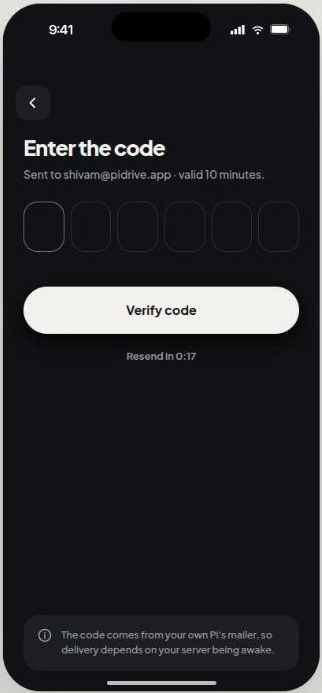 9:41
Enter the code
Sent to shivam@pidrive.app · valid 10 minutes.
Verify code
Resend in 0:17
The code comes from your own Pi's mailer, so
delivery depends on your server being awake.